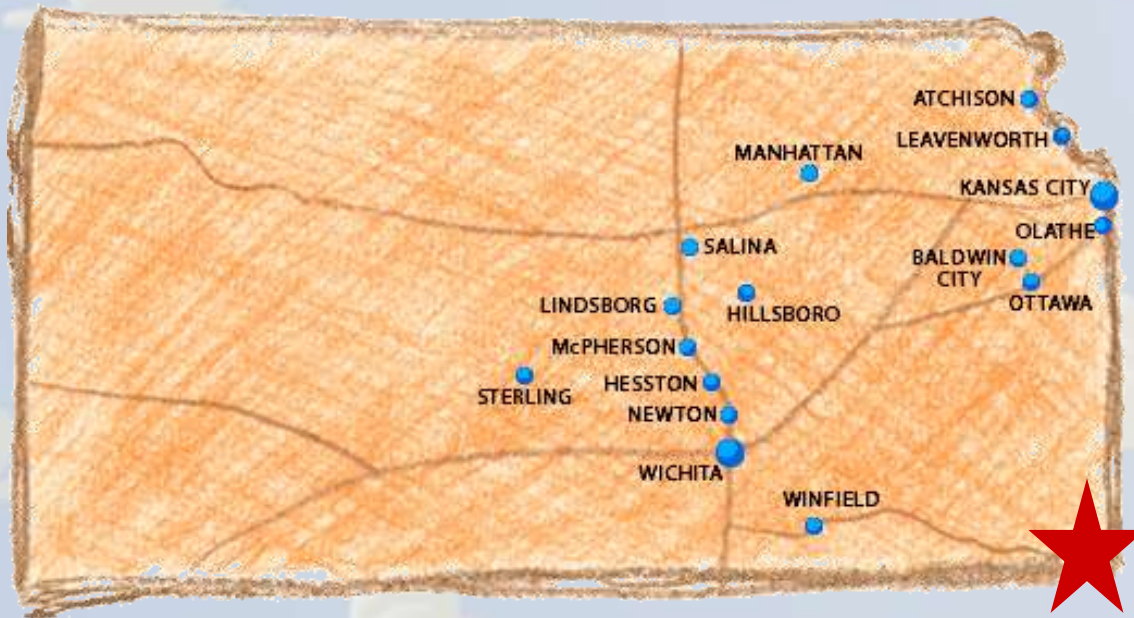 ATCHISON
LEAVENWORTH
MANHATTAN
KANSAS CITY
OLATHE
SALINA
BALDWIN
CITY
OTTAWA
LINDSBORG
HILLSBORO
McPHERSON
HESSTON
STERLING
NEWTON
WICHITA
WINFIELD